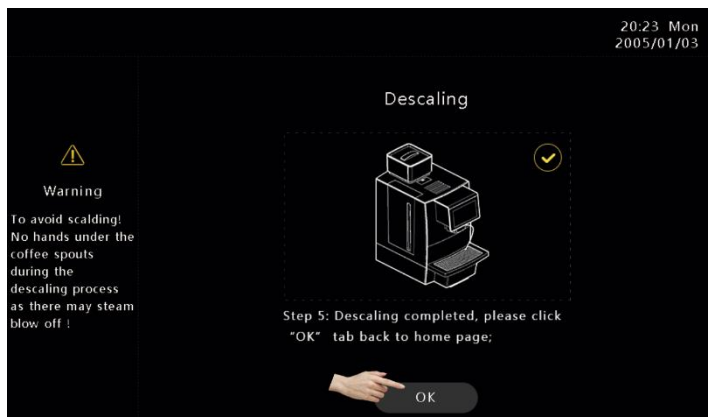 20:23 Mon
2005/01/03
Descaling
Warning
To avoid scalding!
No hands under the
coffee spouts
during the
descaling process
as there may steam
blow off !
Step 5: Descaling completed, please click
"OK" tab back to home page;
OK